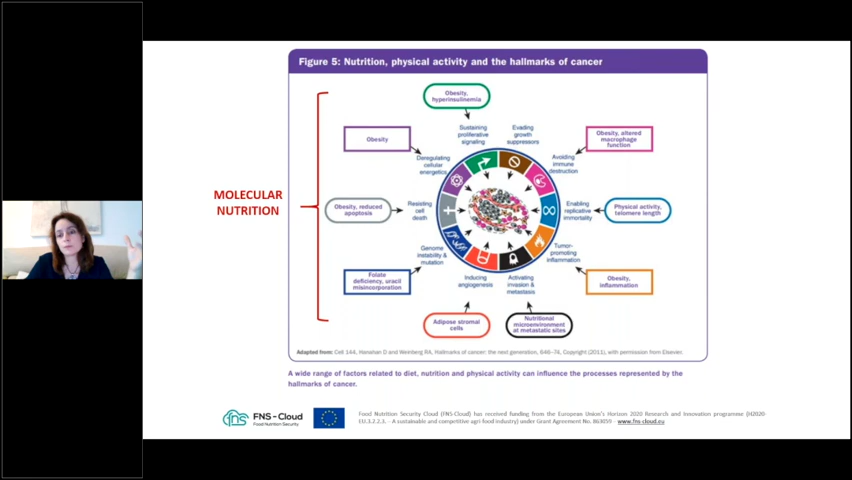 Figure 5: Nutrition, physical activity and the hallmarks of cancer
Obesity,
hyperinsulinemia
Sustaining
proliferative
signaling
Evading
growth
suppressors
Obesity
Obesity, altered
macrophage
function
Deregulating
cellular
energetics
Avoiding
immune
destruction
MOLECULAR
NUTRITION
Obesity, reduced
apoptosis
Resisting
cell
death
Enabling
replicative
immortality
Physical activity,
telomere length
Genome
instability &
mutation
Tumor-
promoting
inflammation
Folate
deficiency, uracil
misincorporation
Inducing
angiogenesis
Activating
invasion &
metastasis
Obesity,
inflammation
Adipose stromal
cells
Nutritional
microenvironment
at metastatic sites
Adapted from: Cell 144, Hanahan D and Weinberg RA, Hallmarks of cancer: the next generation, 646–74, Copyright (2011), with permission from Elsevier.
A wide range of factors related to diet, nutrition and physical activity can influence the processes represented by the
hallmarks of cancer.
fns
FNS-Cloud
Food Nutrition Security
Food Nutrition Security Cloud (FNS-Cloud) has received funding from the European Union's Horizon 2020 Research and Innovation programme (H2020-
EU.3.2.2.3. – A sustainable and competitive agri-food industry) under Grant Agreement No. 863059 – www.fns-cloud.eu